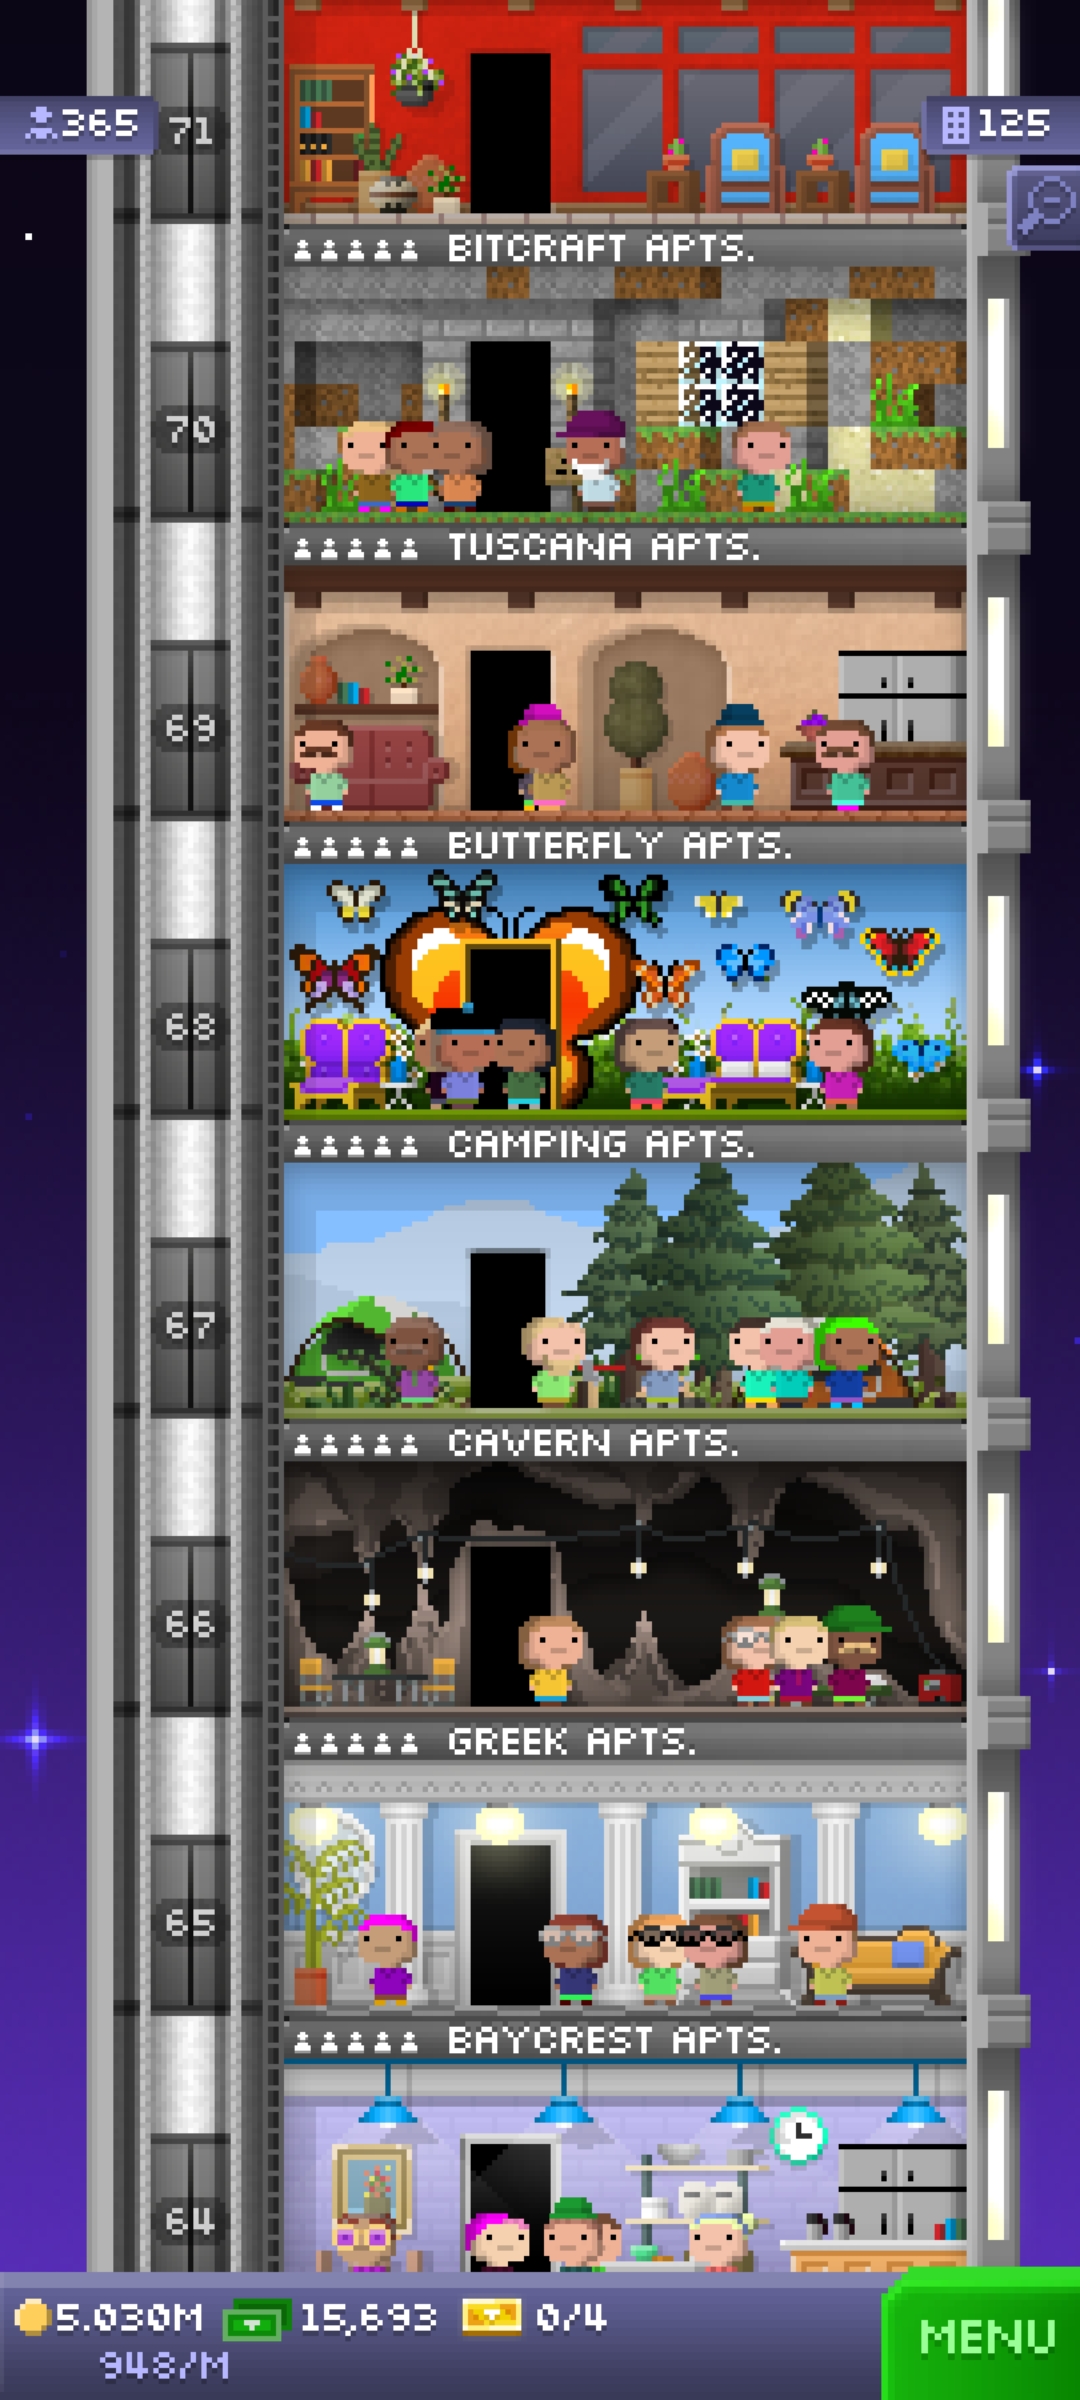 365
71
125
BITCRAFT APTS.
70
TUSCANA APTS.
69
BUTTERFLY APTS.
68
CAMPING APTS.
67
CAVERN APTS.
66
GREEK APTS.
65
BAYCREST APTS.
64
5.030M 15,693 0/4
948/M
MENU